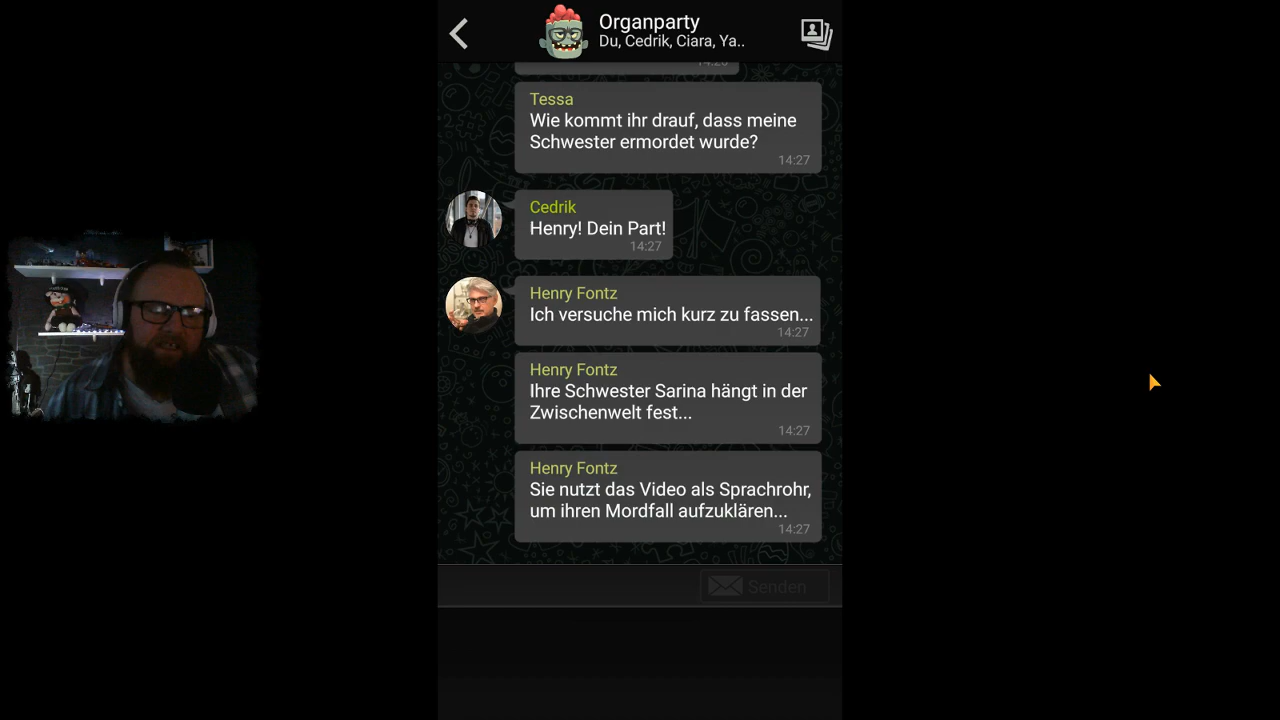 Organparty
Du, Cedrik, Ciara, Ya..
14:26
Tessa
Wie kommt ihr drauf, dass meine
Schwester ermordet wurde?
14:27
Cedrik
Henry! Dein Part!
14:27
Henry Fontz
Ich versuche mich kurz zu fassen...
14:27
Henry Fontz
Ihre Schwester Sarina hängt in der
Zwischenwelt fest...
14:27
Henry Fontz
Sie nutzt das Video als Sprachrohr,
um ihren Mordfall aufzuklären...
14:27
Senden